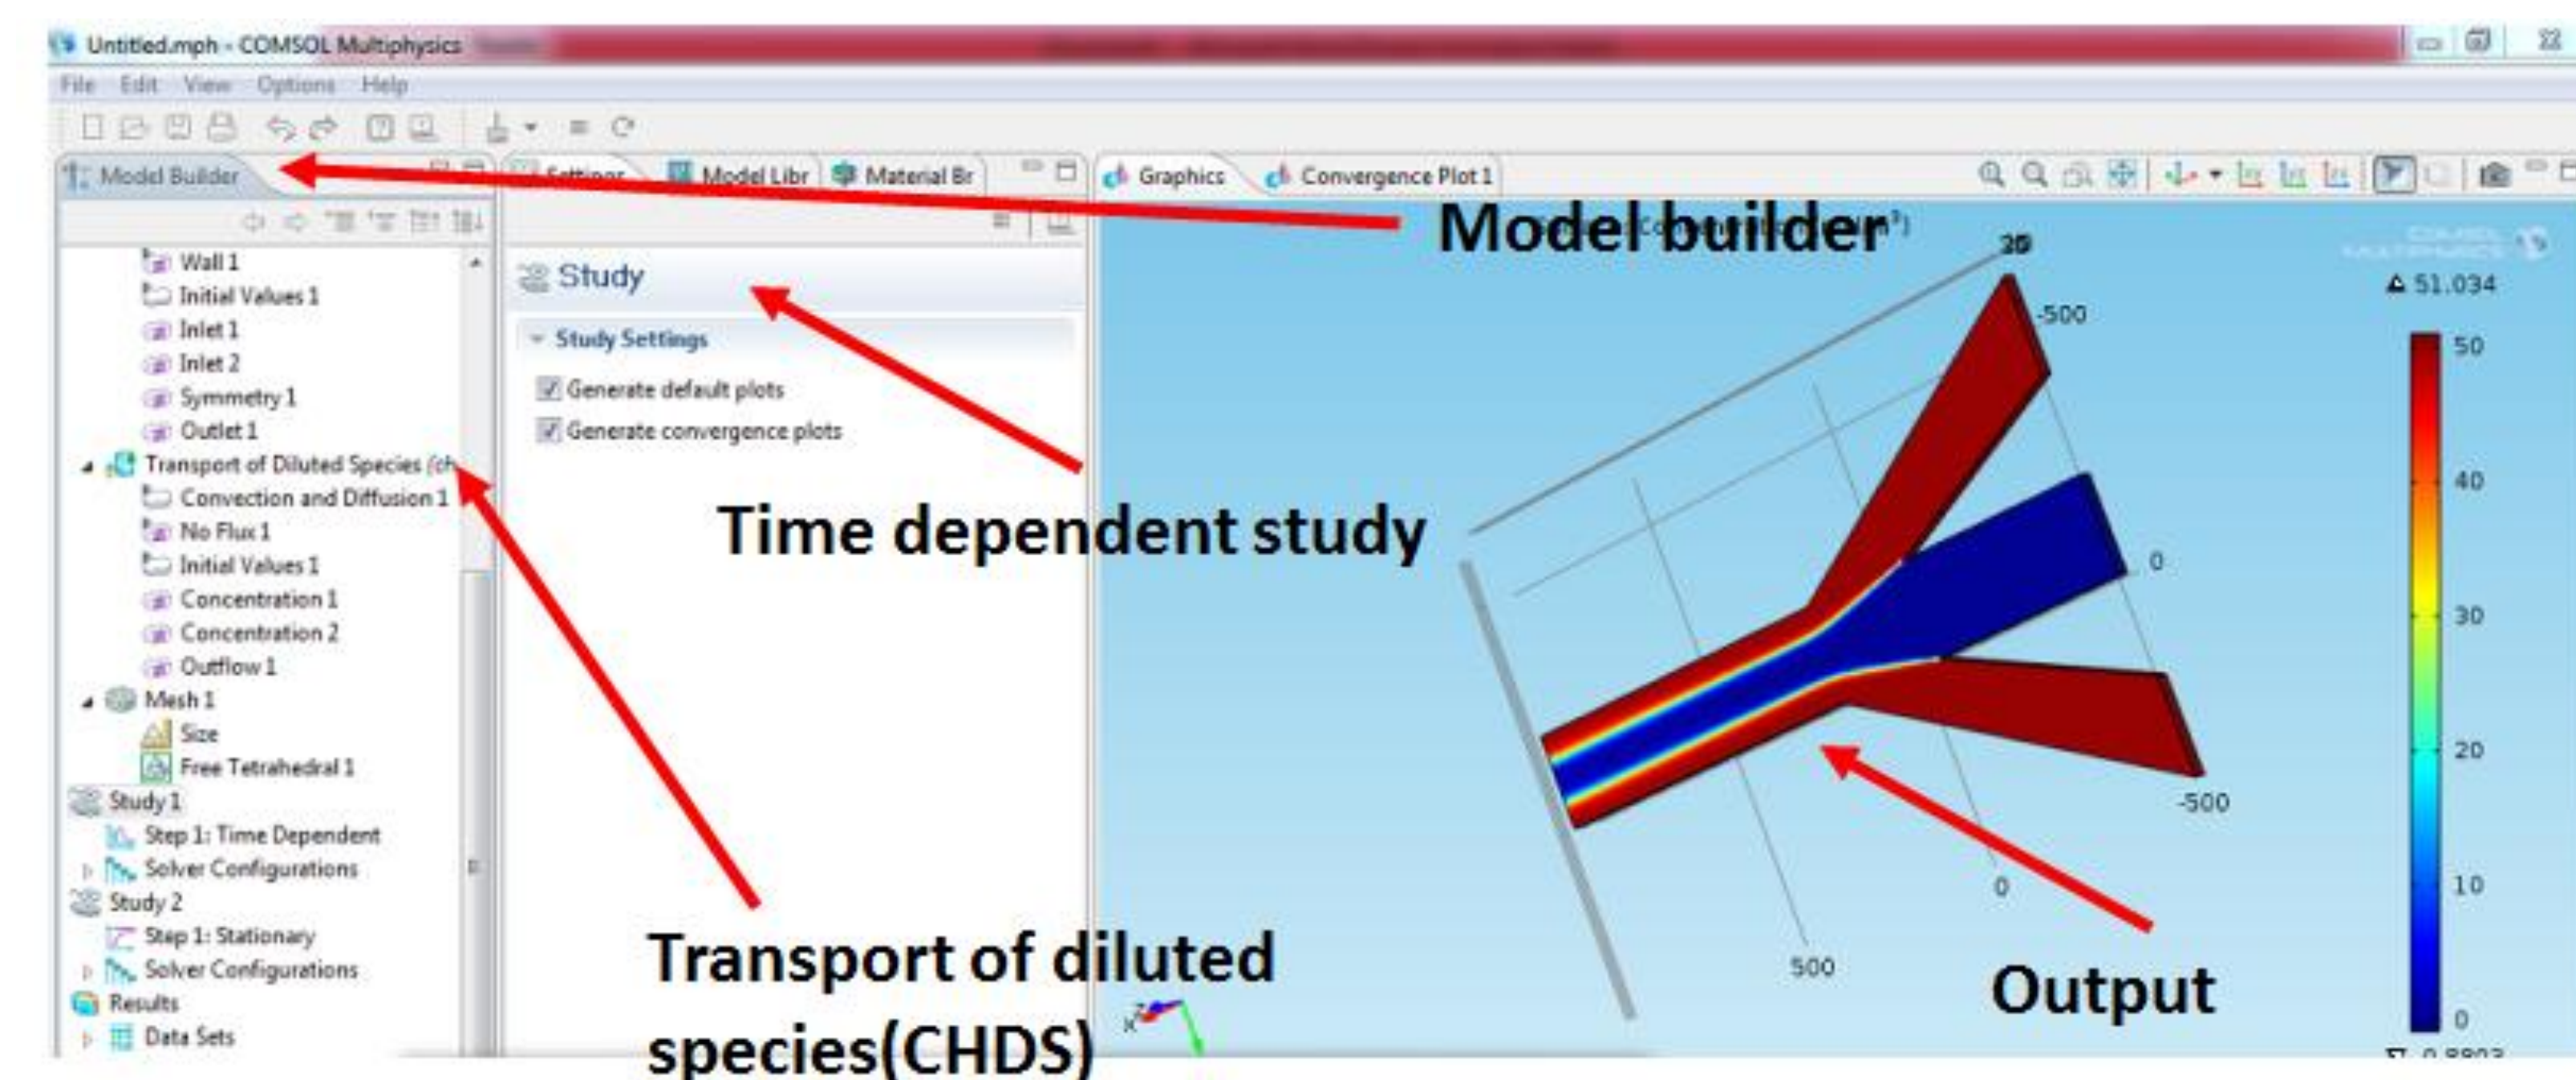 Untitled.mph - COMSOL Multiphysics
File Edit View Options Help
Model Builder
Settings Model Libr Material Br
Graphics Convergence Plot 1
Model builder
Wall 1
Initial Values 1
Inlet 1
Inlet 2
Symmetry 1
Outlet 1
Transport of Diluted Species (ch
Convection and Diffusion 1
No Flux 1
Initial Values 1
Concentration 1
Concentration 2
Outflow 1
Mesh 1
Size
Free Tetrahedral 1
Study 1
Step 1: Time Dependent
Solver Configurations
Study 2
Step 1: Stationary
Solver Configurations
Results
Data Sets
Study
Study Settings
Generate default plots
Generate convergence plots
Time dependent study
Transport of diluted
species(CHDS)
-500
0
-500
0
500
Output
COMSOL
MULTIPHYSICS
▲ 51.034
50
40
30
20
10
0